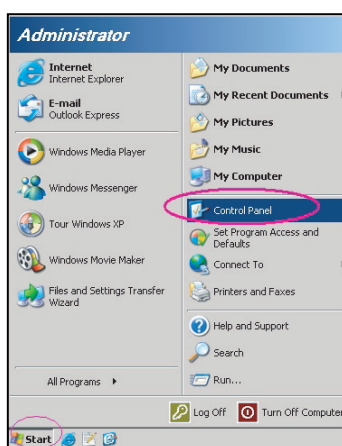 Administrator
Internet
Internet Explorer
E-mail
Outlook Express
Windows Media Player
Windows Messenger
Tour Windows XP
Windows Movie Maker
Files and Settings Transfer
Wizard
All Programs
My Documents
My Recent Documents
My Pictures
My Music
My Computer
Control Panel
Set Program Access and
Defaults
Connect To
Printers and Faxes
Help and Support
Search
Run...
Log Off
Turn Off Computer
Start